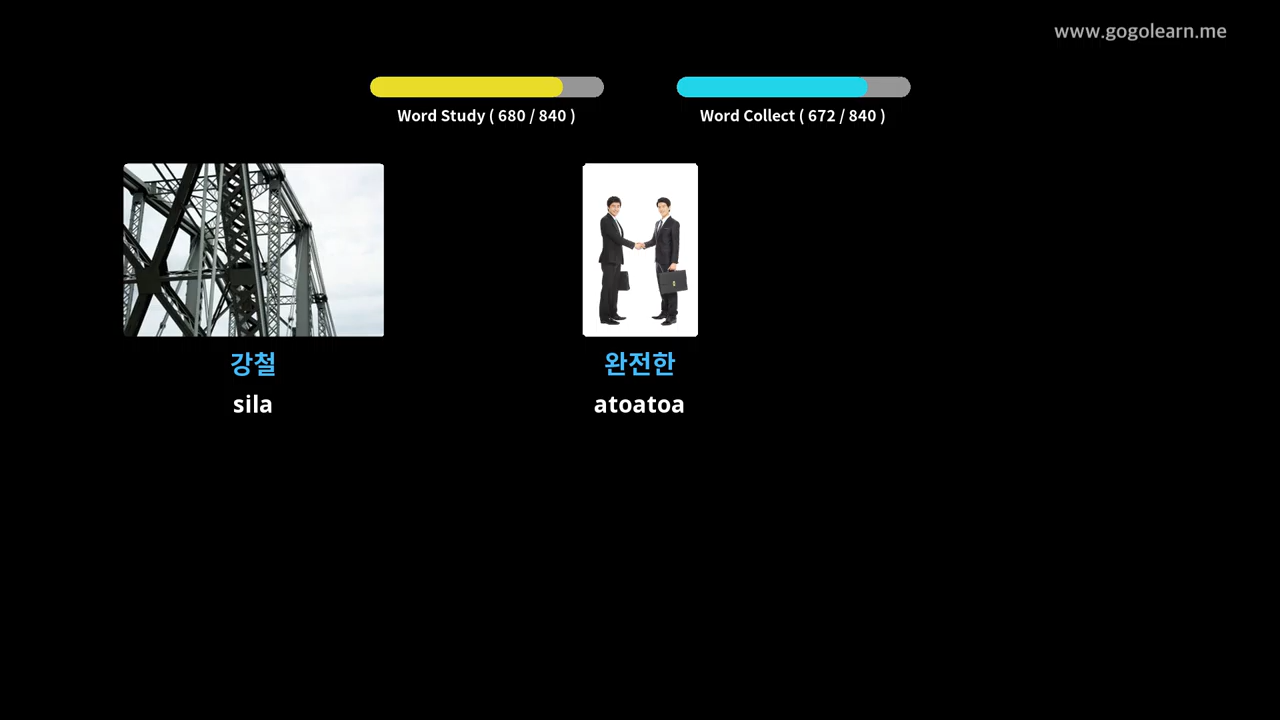 www.gogolearn.me
Word Study ( 680 / 840 )
Word Collect ( 672 / 840 )
강철
sila
완전한
atoatoa